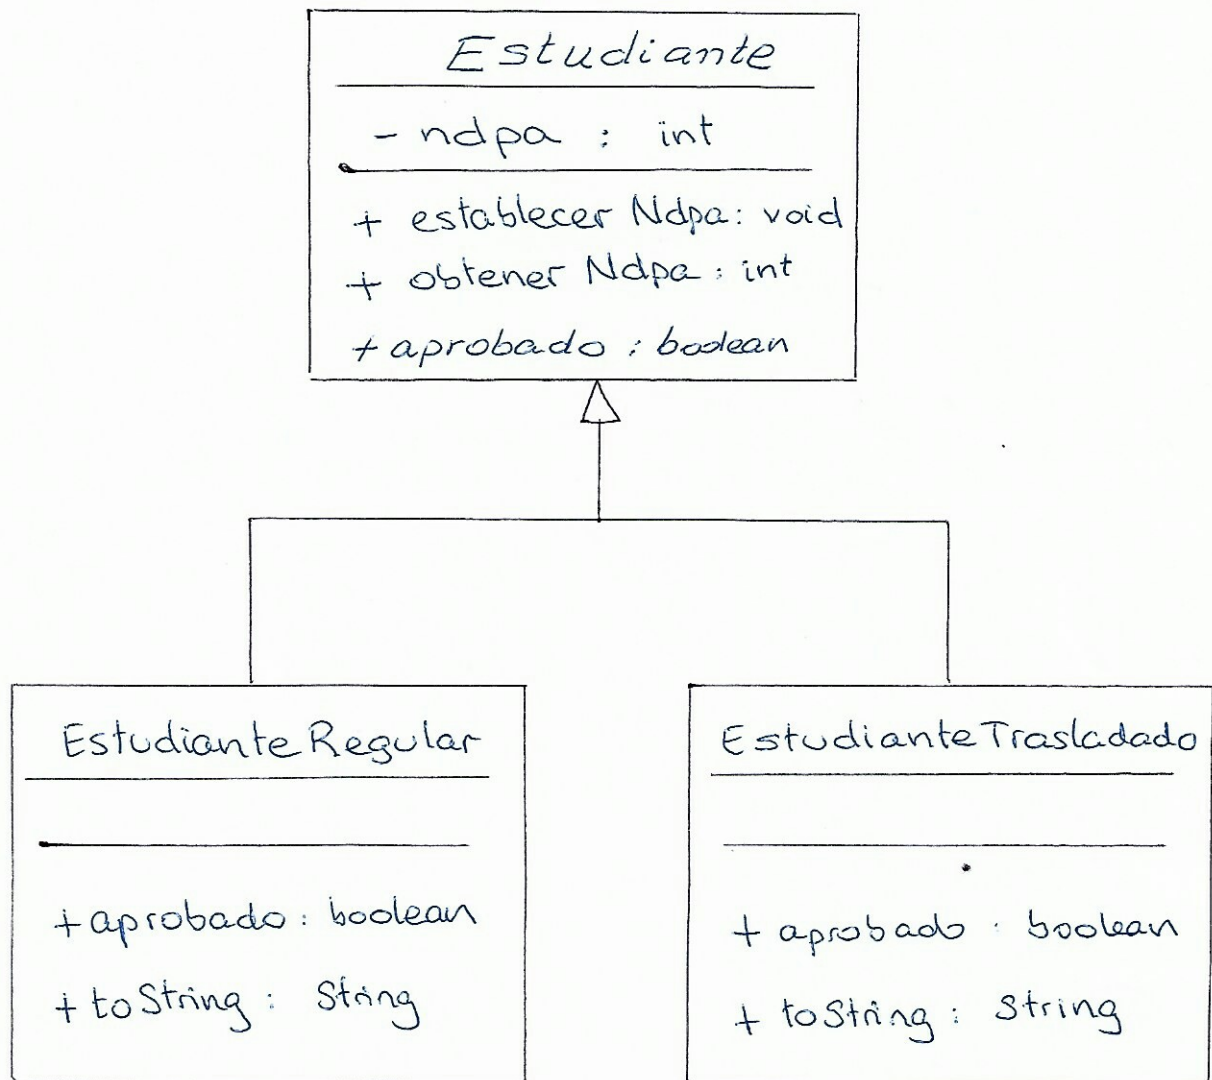 Estudiante
- ndpa : int
+ establecer Ndpa: void
+ obtener Ndpa : int
+ aprobado : boolean
EstudianteRegular
+ aprobado : boolean
+ toString : String
EstudianteTrasladado
+ aprobado : boolean
+ toString : String